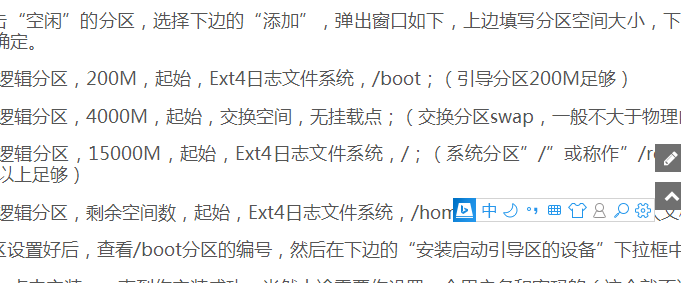 “空闲”的分区，选择下边的“添加”，弹出窗口如下，上边填写分区空间大小，下
确定。
逻辑分区，200M，起始，Ext4日志文件系统，/boot；（引导分区200M足够）
逻辑分区，4000M，起始，交换空间，无挂载点；（交换分区swap，一般不大于物理
逻辑分区，15000M，起始，Ext4日志文件系统，/；（系统分区”/”或称作”/ro
以上足够）
逻辑分区，剩余空间数，起始，Ext4日志文件系统，/hom
中
区设置好后，查看/boot分区的编号，然后在下边的“安装启动引导区的设备”下拉框中